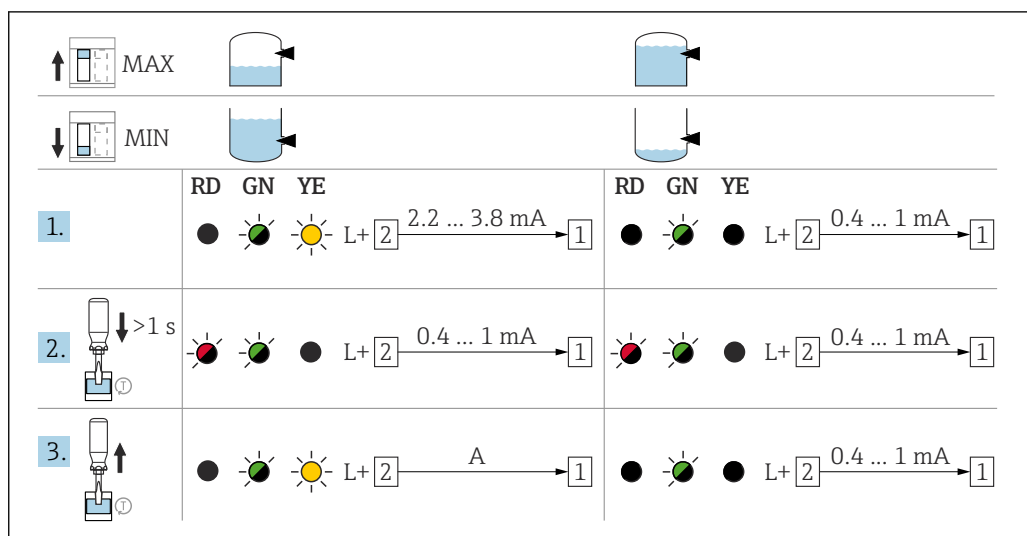 MAX
MIN
RD GN YE RD GN YE
1. L+ 2 2.2 ... 3.8 mA 1 L+ 2 0.4 ... 1 mA 1
2. >1 s T L+ 2 0.4 ... 1 mA 1 L+ 2 0.4 ... 1 mA 1
3. T L+ 2 A 1 L+ 2 0.4 ... 1 mA 1